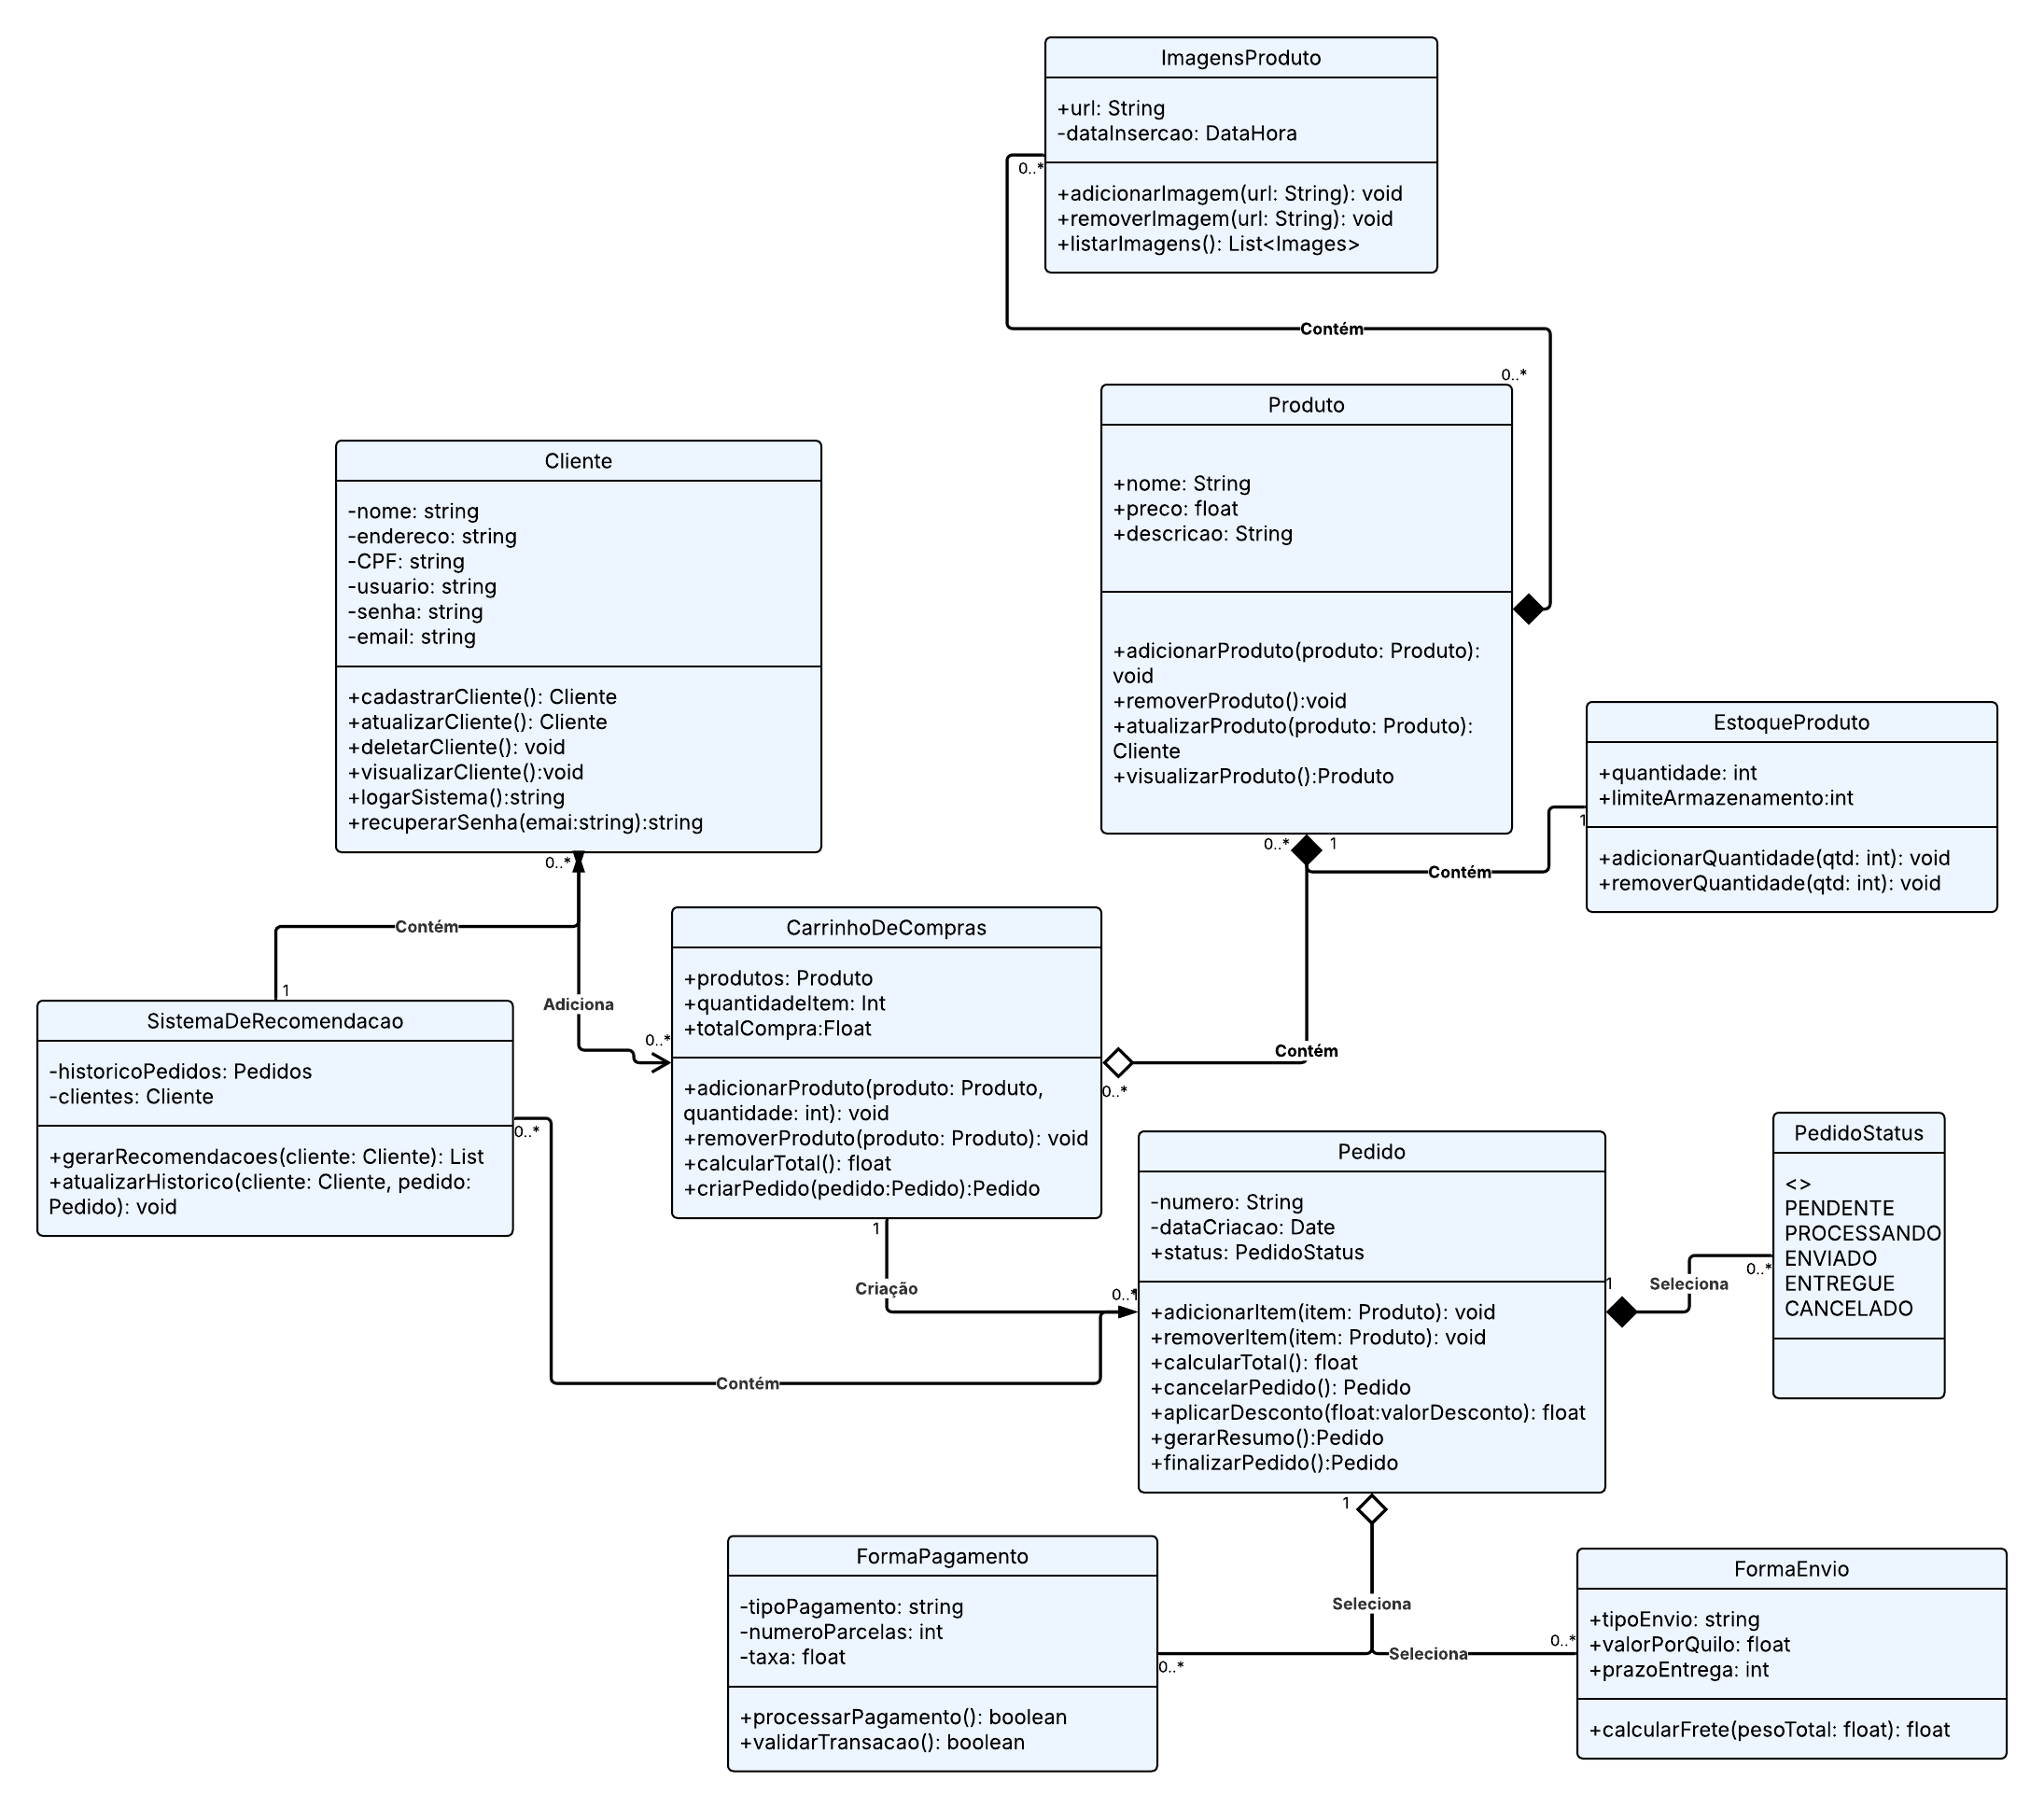 ImagensProduto
+url: String
-dataInsercao: DataHora
0..*
+adicionarImagem(url: String): void
+removerImagem(url: String): void
+listarImagens(): List<Images>
Contém
0..*
Produto
+nome: String
+preco: float
+descricao: String
+adicionarProduto(produto: Produto):
void
+removerProduto():void
+atualizarProduto(produto: Produto):
Cliente
+visualizarProduto():Produto
0..*
1
Cliente
-nome: string
-endereco: string
-CPF: string
-usuario: string
-senha: string
-email: string
+cadastrarCliente(): Cliente
+atualizarCliente(): Cliente
+deletarCliente(): void
+visualizarCliente():void
+logarSistema():string
+recuperarSenha(emai:string):string
0..*
EstoqueProduto
+quantidade: int
+limiteArmazenamento:int
1
+adicionarQuantidade(qtd: int): void
+removerQuantidade(qtd: int): void
Contém
Contém
1
Adiciona
0..*
CarrinhoDeCompras
+produtos: Produto
+quantidadeItem: Int
+totalCompra:Float
+adicionarProduto(produto: Produto,
quantidade: int): void
+removerProduto(produto: Produto): void
+calcularTotal(): float
+criarPedido(pedido:Pedido):Pedido
Contém
0..*
SistemaDeRecomendacao
-historicoPedidos: Pedidos
-clientes: Cliente
0..*
+gerarRecomendacoes(cliente: Cliente): List
+atualizarHistorico(cliente: Cliente, pedido:
Pedido): void
1
Criação
0..*
1
Contém
Pedido
-numero: String
-dataCriacao: Date
+status: PedidoStatus
+adicionarItem(item: Produto): void
+removerItem(item: Produto): void
+calcularTotal(): float
+cancelarPedido(): Pedido
+aplicarDesconto(float:valorDesconto): float
+gerarResumo():Pedido
+finalizarPedido():Pedido
1
Seleciona
0..*
PedidoStatus
<>
PENDENTE
PROCESSANDO
ENVIADO
ENTREGUE
CANCELADO
1
Seleciona
Seleciona
0..*
0..*
FormaPagamento
-tipoPagamento: string
-numeroParcelas: int
-taxa: float
+processarPagamento(): boolean
+validarTransacao(): boolean
FormaEnvio
+tipoEnvio: string
+valorPorQuilo: float
+prazoEntrega: int
+calcularFrete(pesoTotal: float): float